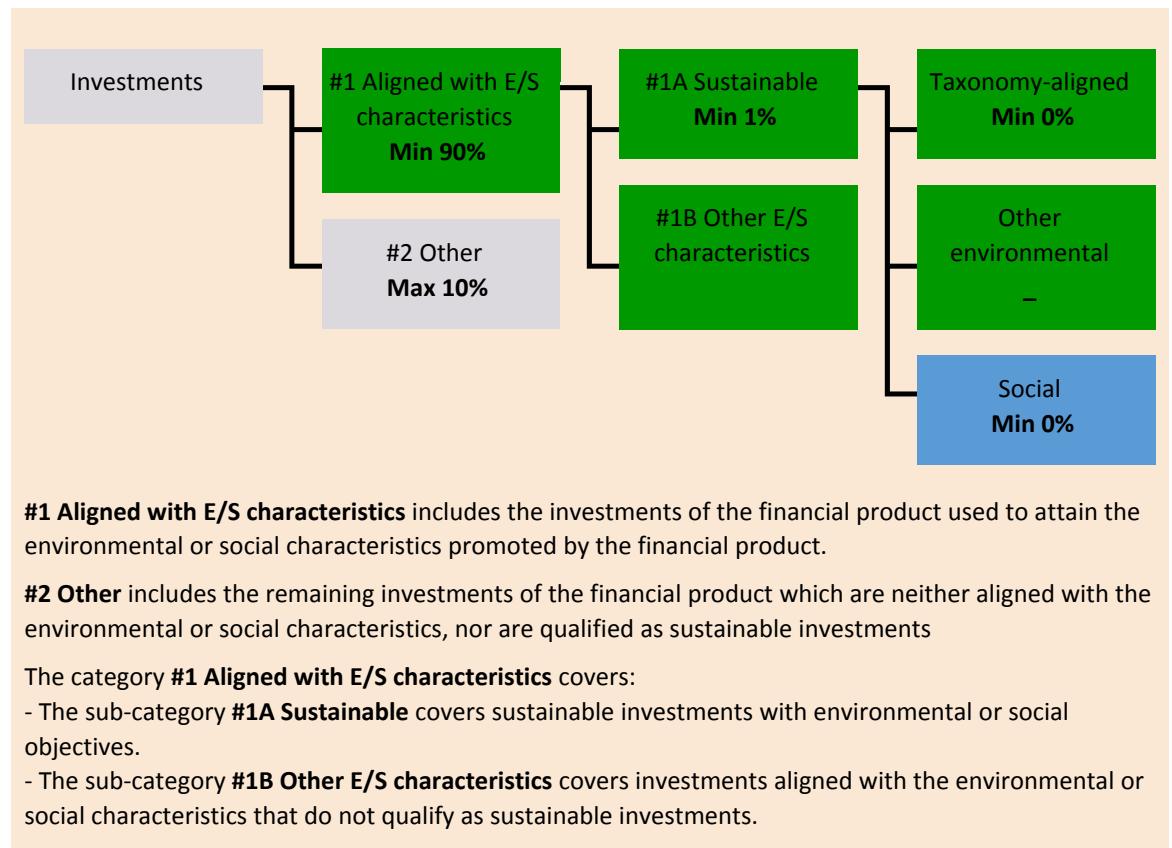 Investments
#1 Aligned with E/S
characteristics
Min 90%
#2 Other
Max 10%
#1A Sustainable
Min 1%
#1B Other E/S
characteristics
Taxonomy-aligned
Min 0%
Other
environmental
–
Social
Min 0%
#1 Aligned with E/S characteristics includes the investments of the financial product used to attain the
environmental or social characteristics promoted by the financial product.
#2 Other includes the remaining investments of the financial product which are neither aligned with the
environmental or social characteristics, nor are qualified as sustainable investments
The category #1 Aligned with E/S characteristics covers:
- The sub-category #1A Sustainable covers sustainable investments with environmental or social
objectives.
- The sub-category #1B Other E/S characteristics covers investments aligned with the environmental or
social characteristics that do not qualify as sustainable investments.